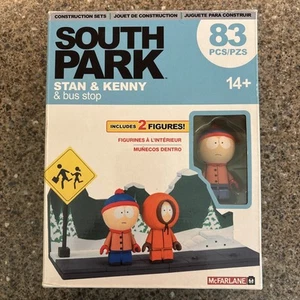 CONSTRUCTION SETS | JOUET DE CONSTRUCTION | JUGUETE PARA CONSTRUIR
SOUTH
PARK
83
PCS/PZS
STAN & KENNY
& bus stop
14+
INCLUDES 2 FIGURES!
FIGURINES À L'INTÉRIEUR
MUÑECOS DENTRO
McFARLANE